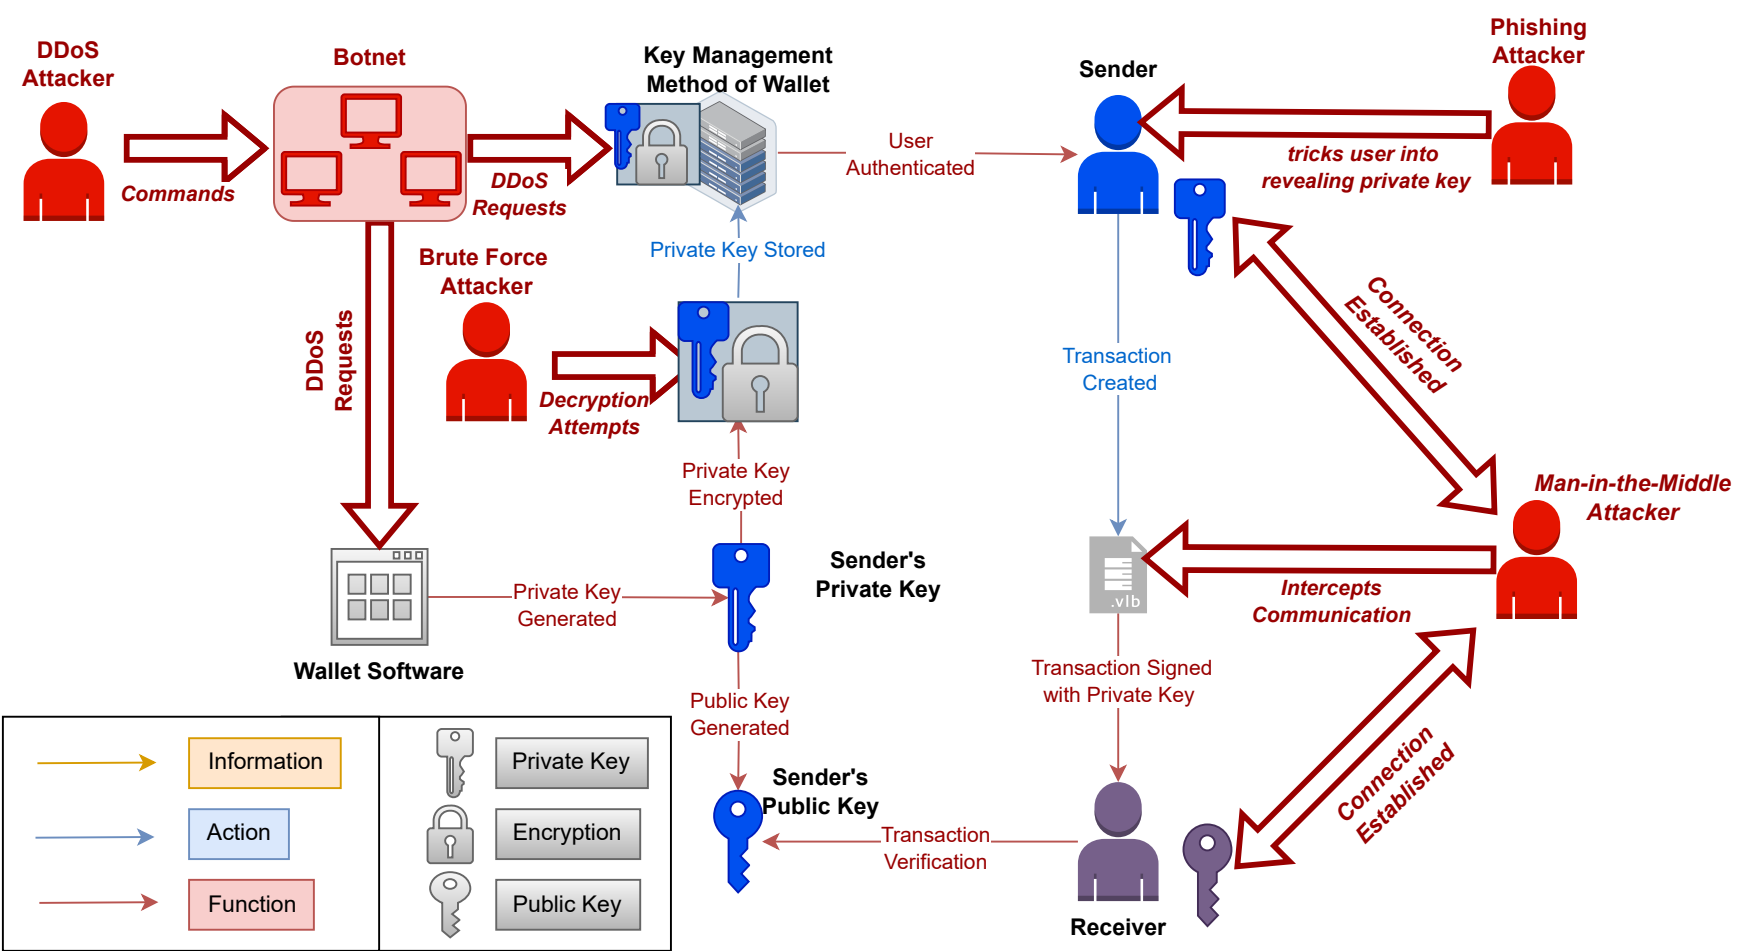 DDoS
Attacker
Botnet
Key Management
Method of Wallet
Sender
Phishing
Attacker
Commands
DDoS
Requests
User
Authenticated
tricks user into
revealing private key
Brute Force
Attacker
Private Key Stored
DDoS
Requests
Decryption
Attempts
Transaction
Created
Connection
Established
Private Key
Encrypted
Man-in-the-Middle
Attacker
Sender's
Private Key
Private Key
Generated
.vlb
Intercepts
Communication
Wallet Software
Transaction Signed
with Private Key
Public Key
Generated
Connection
Established
Sender's
Public Key
Transaction
Verification
Receiver
Information
Action
Function
Private Key
Encryption
Public Key